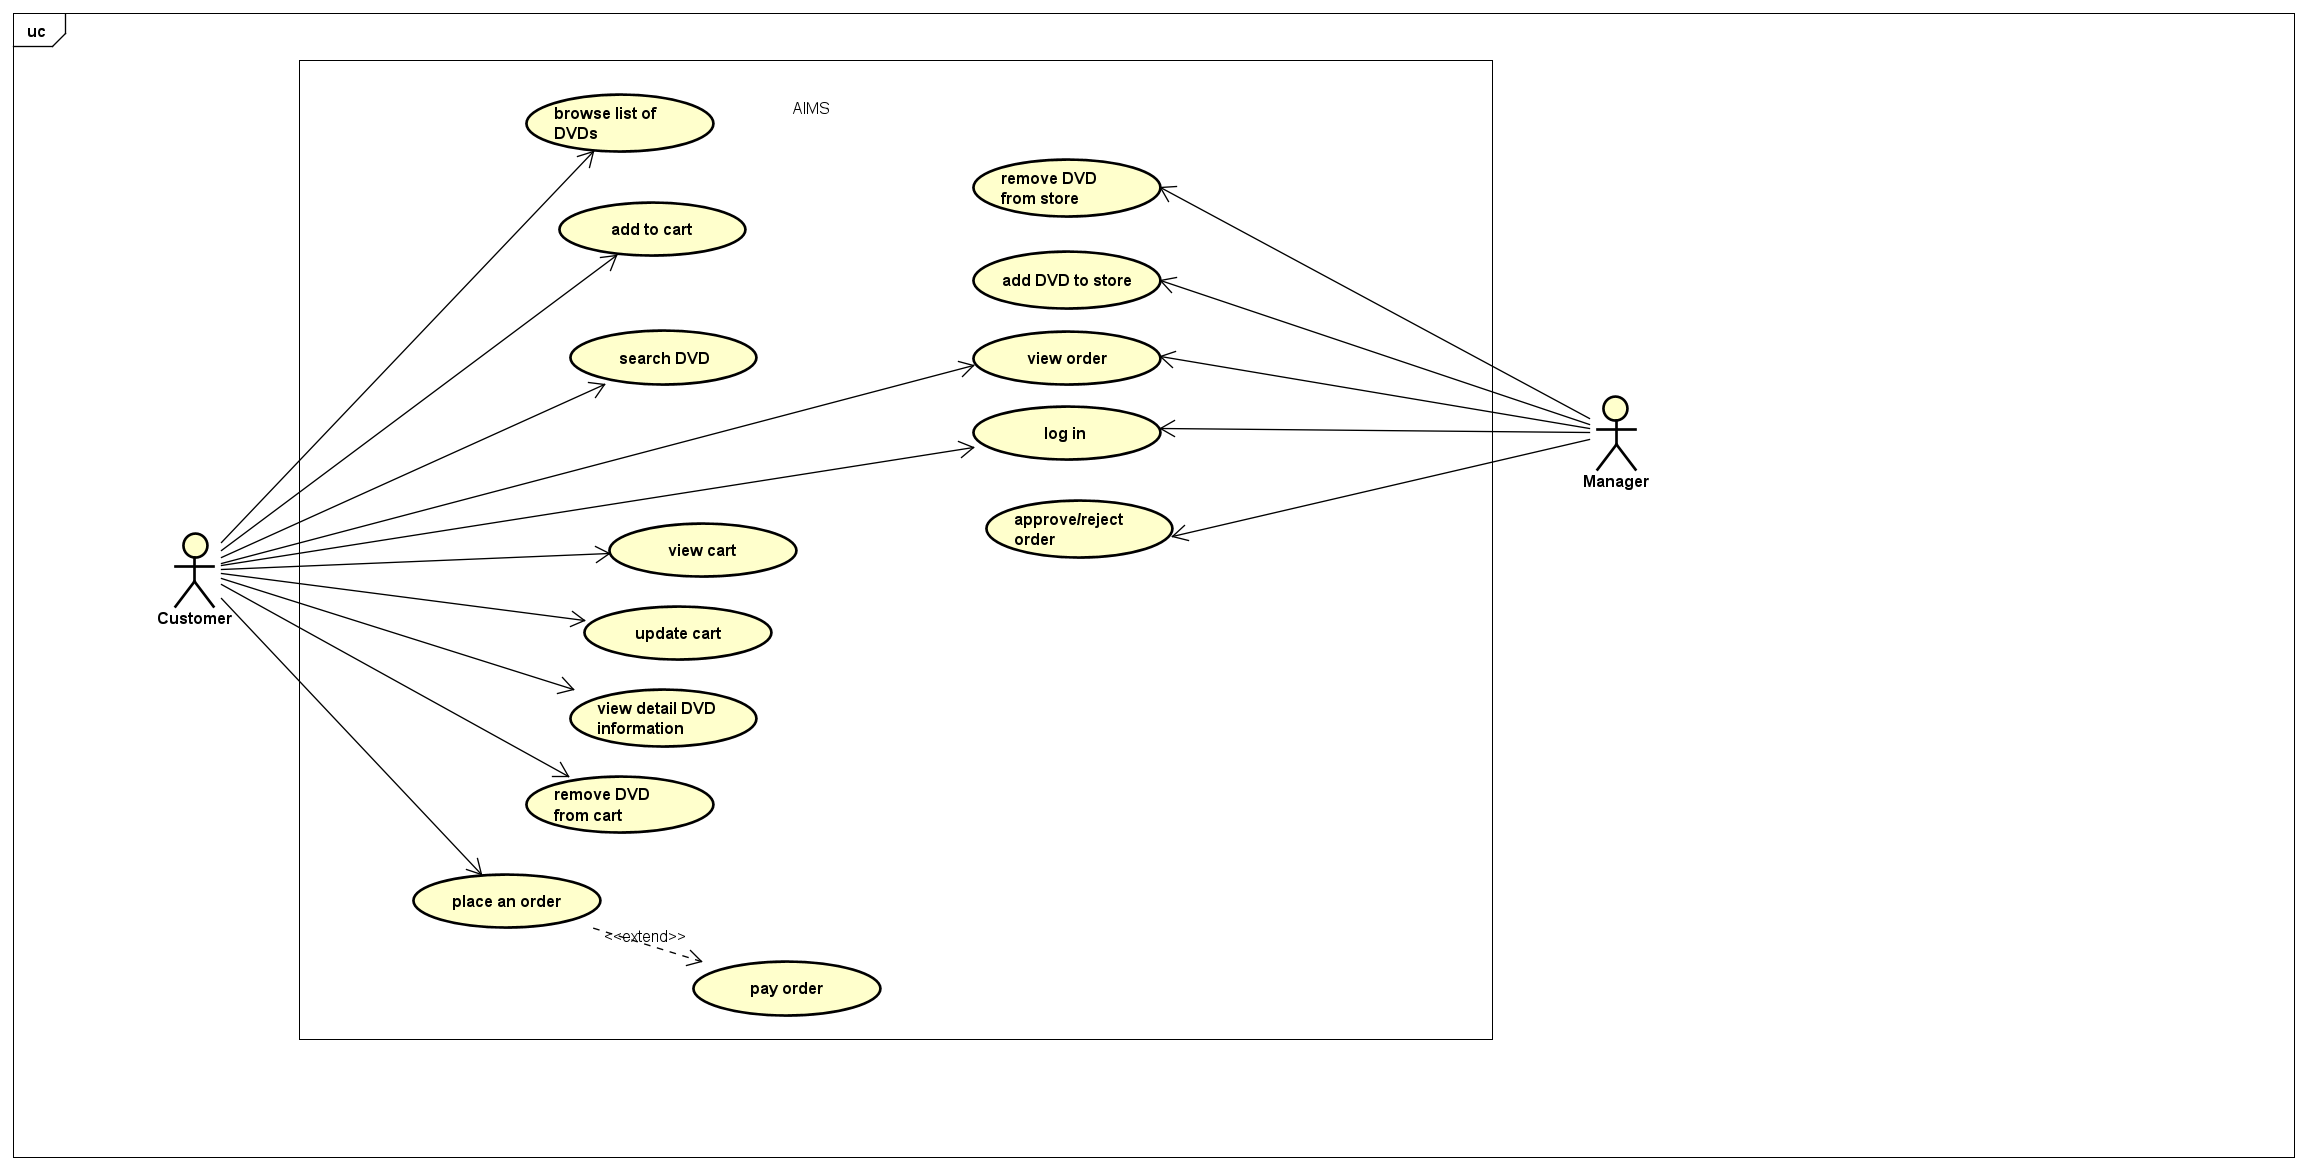 uc
AIMS
browse list of
DVDs
add to cart
search DVD
view cart
update cart
view detail DVD
information
remove DVD
from cart
place an order
<<extend>>
pay order
remove DVD
from store
add DVD to store
view order
log in
approve/reject
order
Customer
Manager